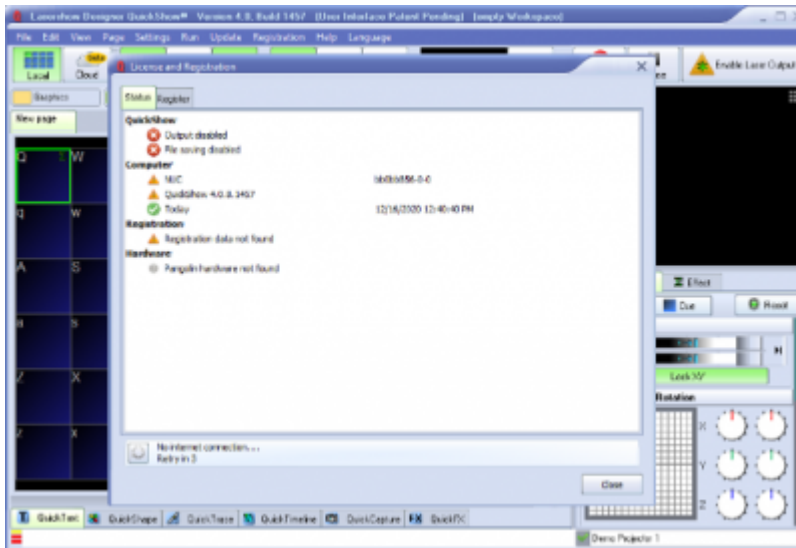 Lasershow Designer QuickShow® Version 4.0, Build 1457 (User Interface Patent Pending) (empty Workspace)
File Edit View Page Settings Run Update Registration Help Language
License and Registration
Local Cloud
Enable Laser Output
Graphics
Status Register
New page
QuickShow
Output disabled
File saving disabled
Computer
QuickShow 4.0.0.1457
Today 12/16/2020 12:40:40 PM
Registration
Registration data not found
Hardware
Pangolin hardware not found
Effect
Cue Reset
Lock XY
Rotation
X
Y
Z
No internet connection...
Retry in 3
Close
QuickText QuickShape QuickTrace QuickTimeline QuickCapture FX QuickFX
Demo Projector 1